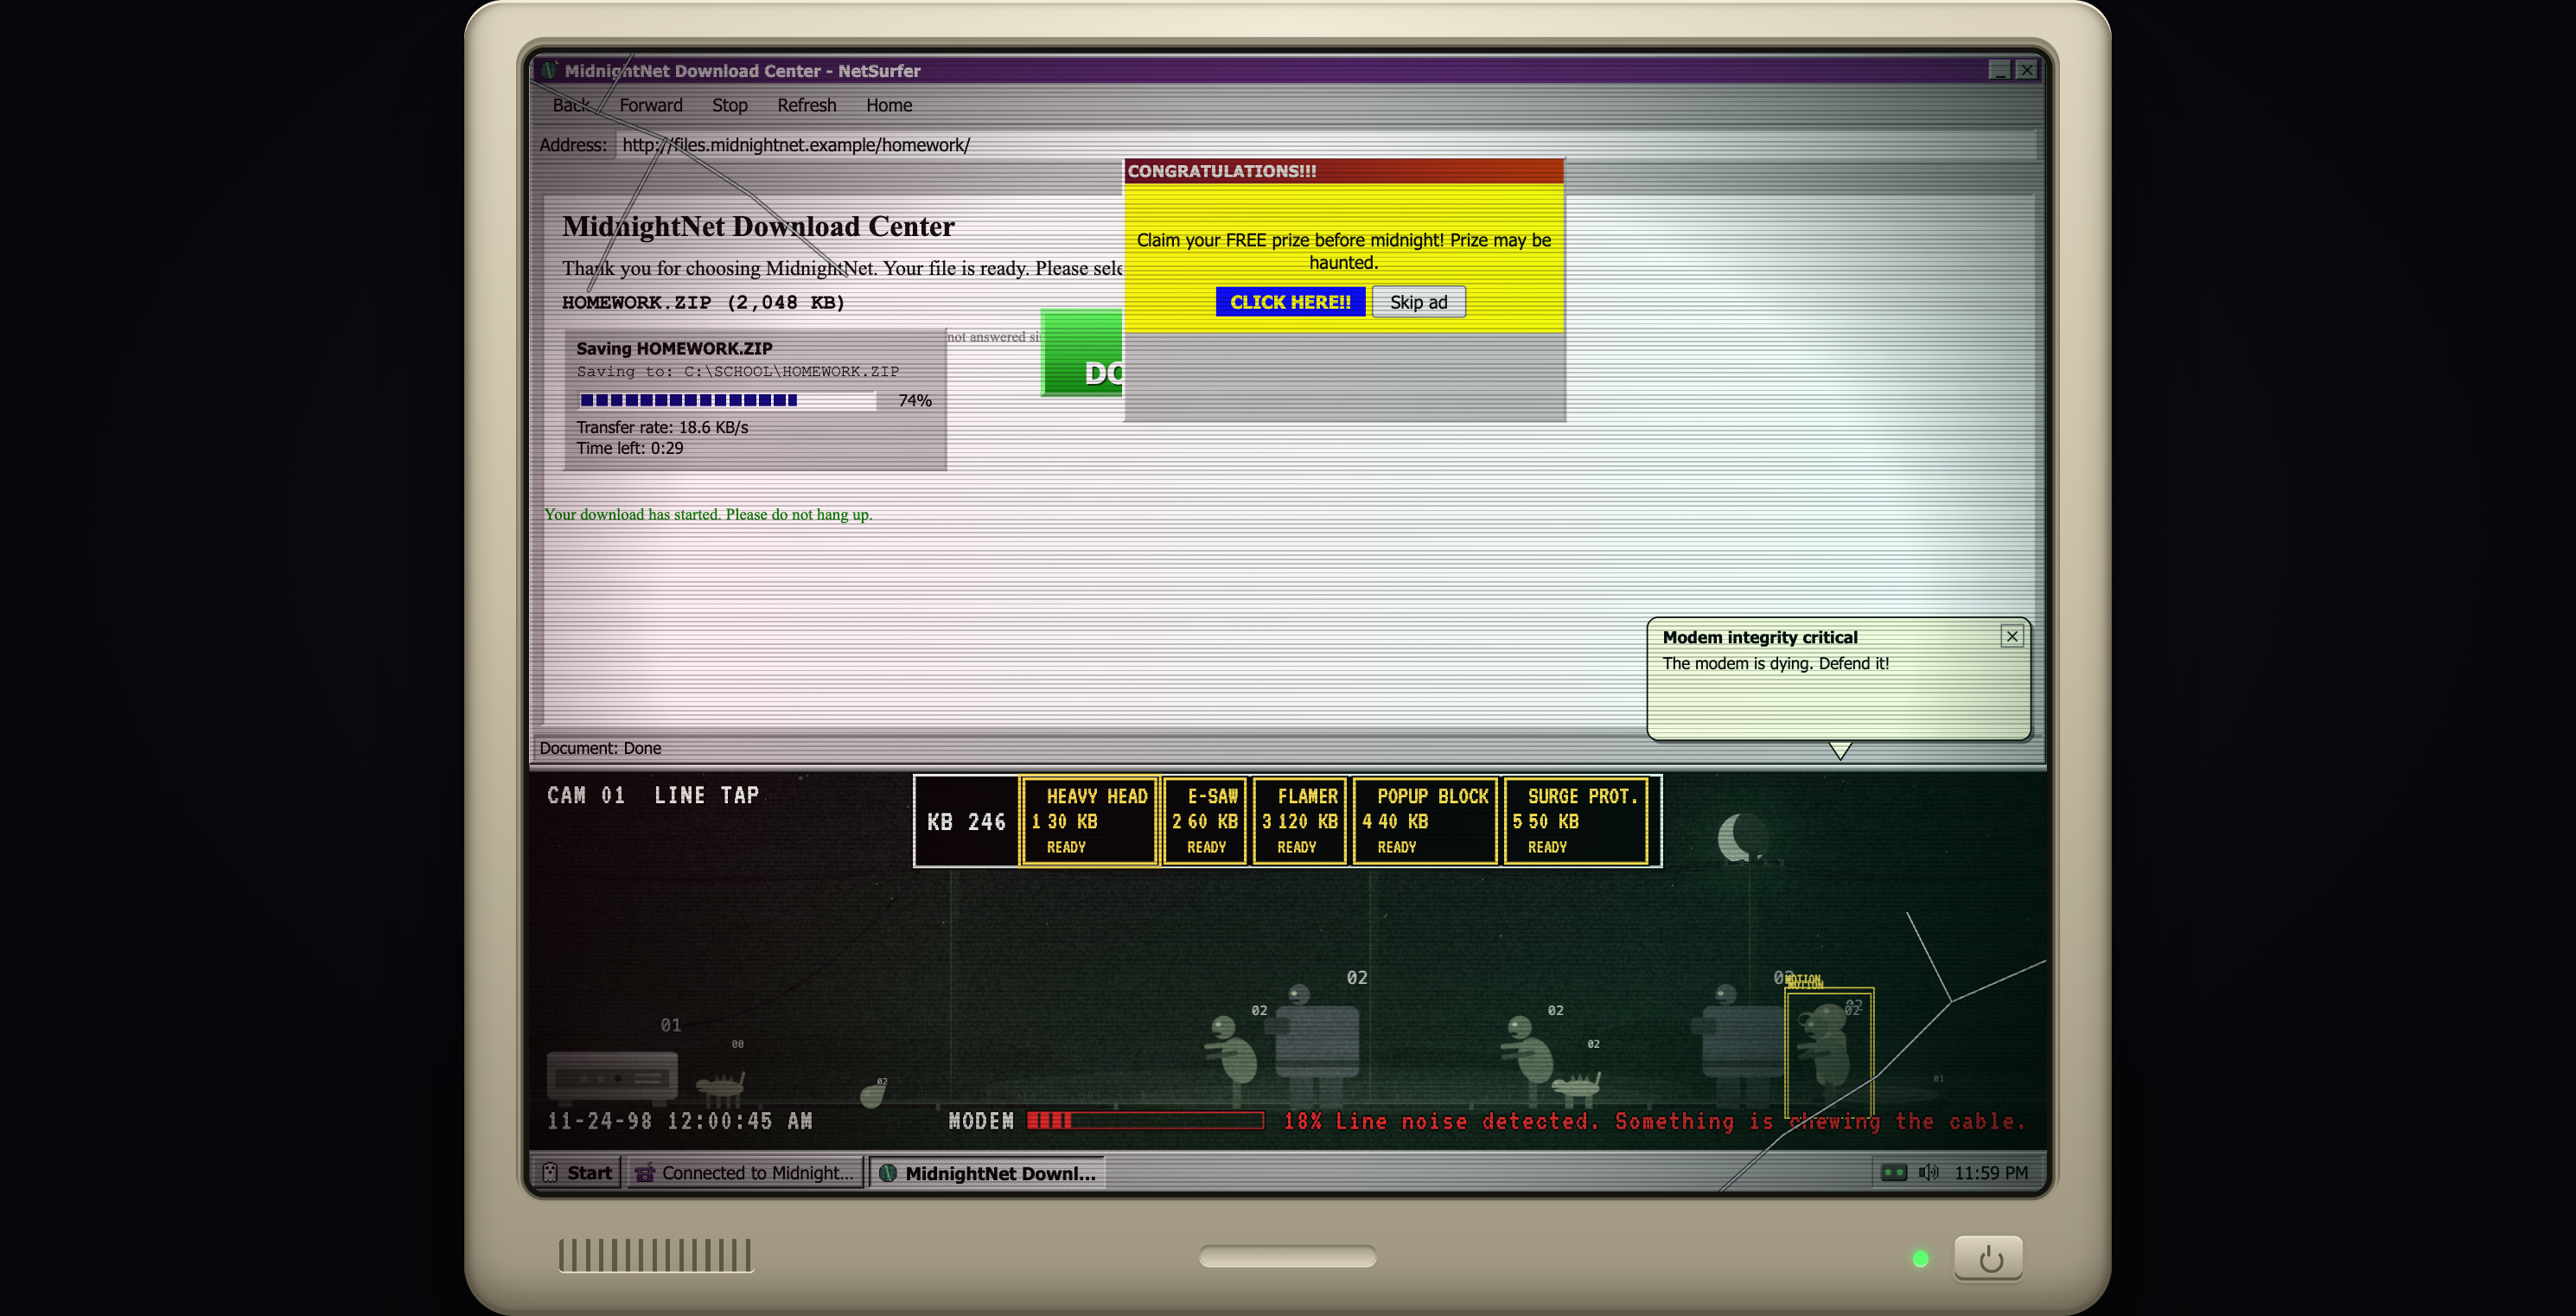 MidnightNet Download Center - NetSurfer
Back Forward Stop Refresh Home
Address: http://files.midnightnet.example/homework/
CONGRATULATIONS!!!
Claim your FREE prize before midnight! Prize may be
haunted.
CLICK HERE!! Skip ad
MidnightNet Download Center
Thank you for choosing MidnightNet. Your file is ready. Please
HOMEWORK.ZIP (2,048 KB)
not answered
Saving HOMEWORK.ZIP
Saving to: C:\SCHOOL\HOMEWORK.ZIP
74%
Transfer rate: 18.6 KB/s
Time left: 0:29
Your download has started. Please do not hang up.
Modem integrity critical
The modem is dying. Defend it!
Document: Done
CAM 01 LINE TAP
KB 246
HEAVY HEAD
1 30 KB
READY
E-SAW
2 60 KB
READY
FLAMER
3 120 KB
READY
POPUP BLOCK
4 40 KB
READY
SURGE PROT.
5 50 KB
READY
02
MOTION
02
02
02
01
00
02
02
01
11-24-98 12:00:45 AM
MODEM 18% Line noise detected. Something is chewing the cable.
Start Connected to Midnight... MidnightNet Downl... 11:59 PM